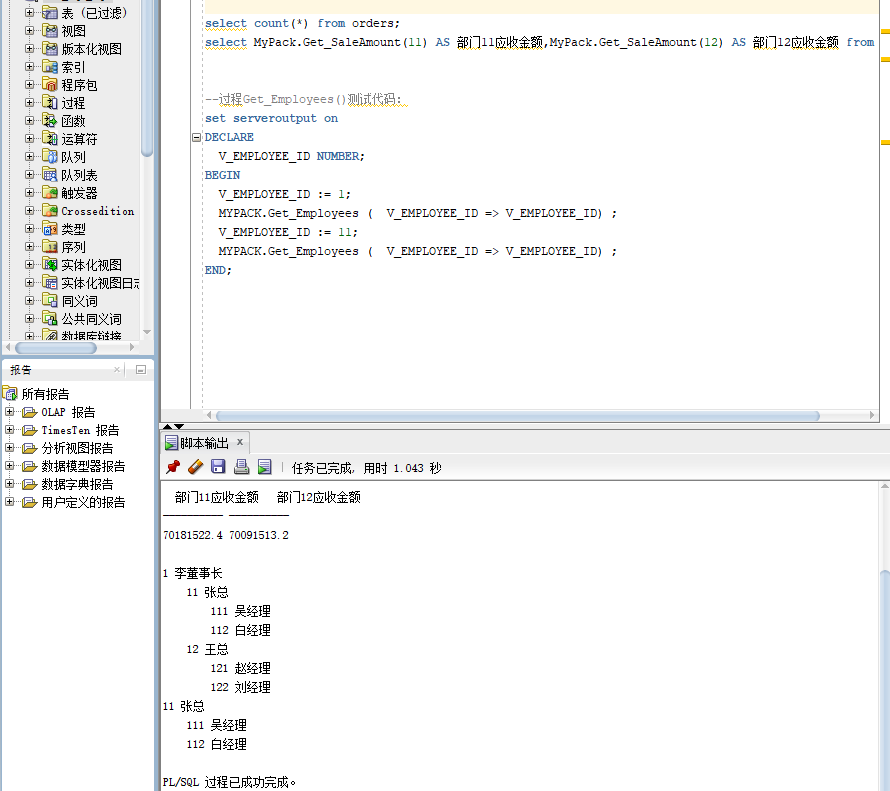 表 (已过滤)
视图
版本化视图
索引
程序包
过程
函数
运算符
队列
队列表
触发器
Crossedition
类型
序列
实体化视图
实体化视图日志
同义词
公共同义词
数据库链接
报告
所有报告
OLAP 报告
TimesTen 报告
分析视图报告
数据模型器报告
数据字典报告
用户定义的报告
select count(*) from orders;
select MyPack.Get_SaleAmount(11) AS 部门11应收金额,MyPack.Get_SaleAmount(12) AS 部门12应收金额 from
--过程Get_Employees()测试代码:
set serveroutput on
DECLARE
V_EMPLOYEE_ID NUMBER;
BEGIN
V_EMPLOYEE_ID := 1;
MYPACK.Get_Employees (  V_EMPLOYEE_ID => V_EMPLOYEE_ID) ;
V_EMPLOYEE_ID := 11;
MYPACK.Get_Employees (  V_EMPLOYEE_ID => V_EMPLOYEE_ID) ;
END;
脚本输出
任务已完成, 用时 1.043 秒
部门11应收金额   部门12应收金额
70181522.4 70091513.2
1 李董事长
11 张总
111 吴经理
112 白经理
12 王总
121 赵经理
122 刘经理
11 张总
111 吴经理
112 白经理
PL/SQL 过程已成功完成。